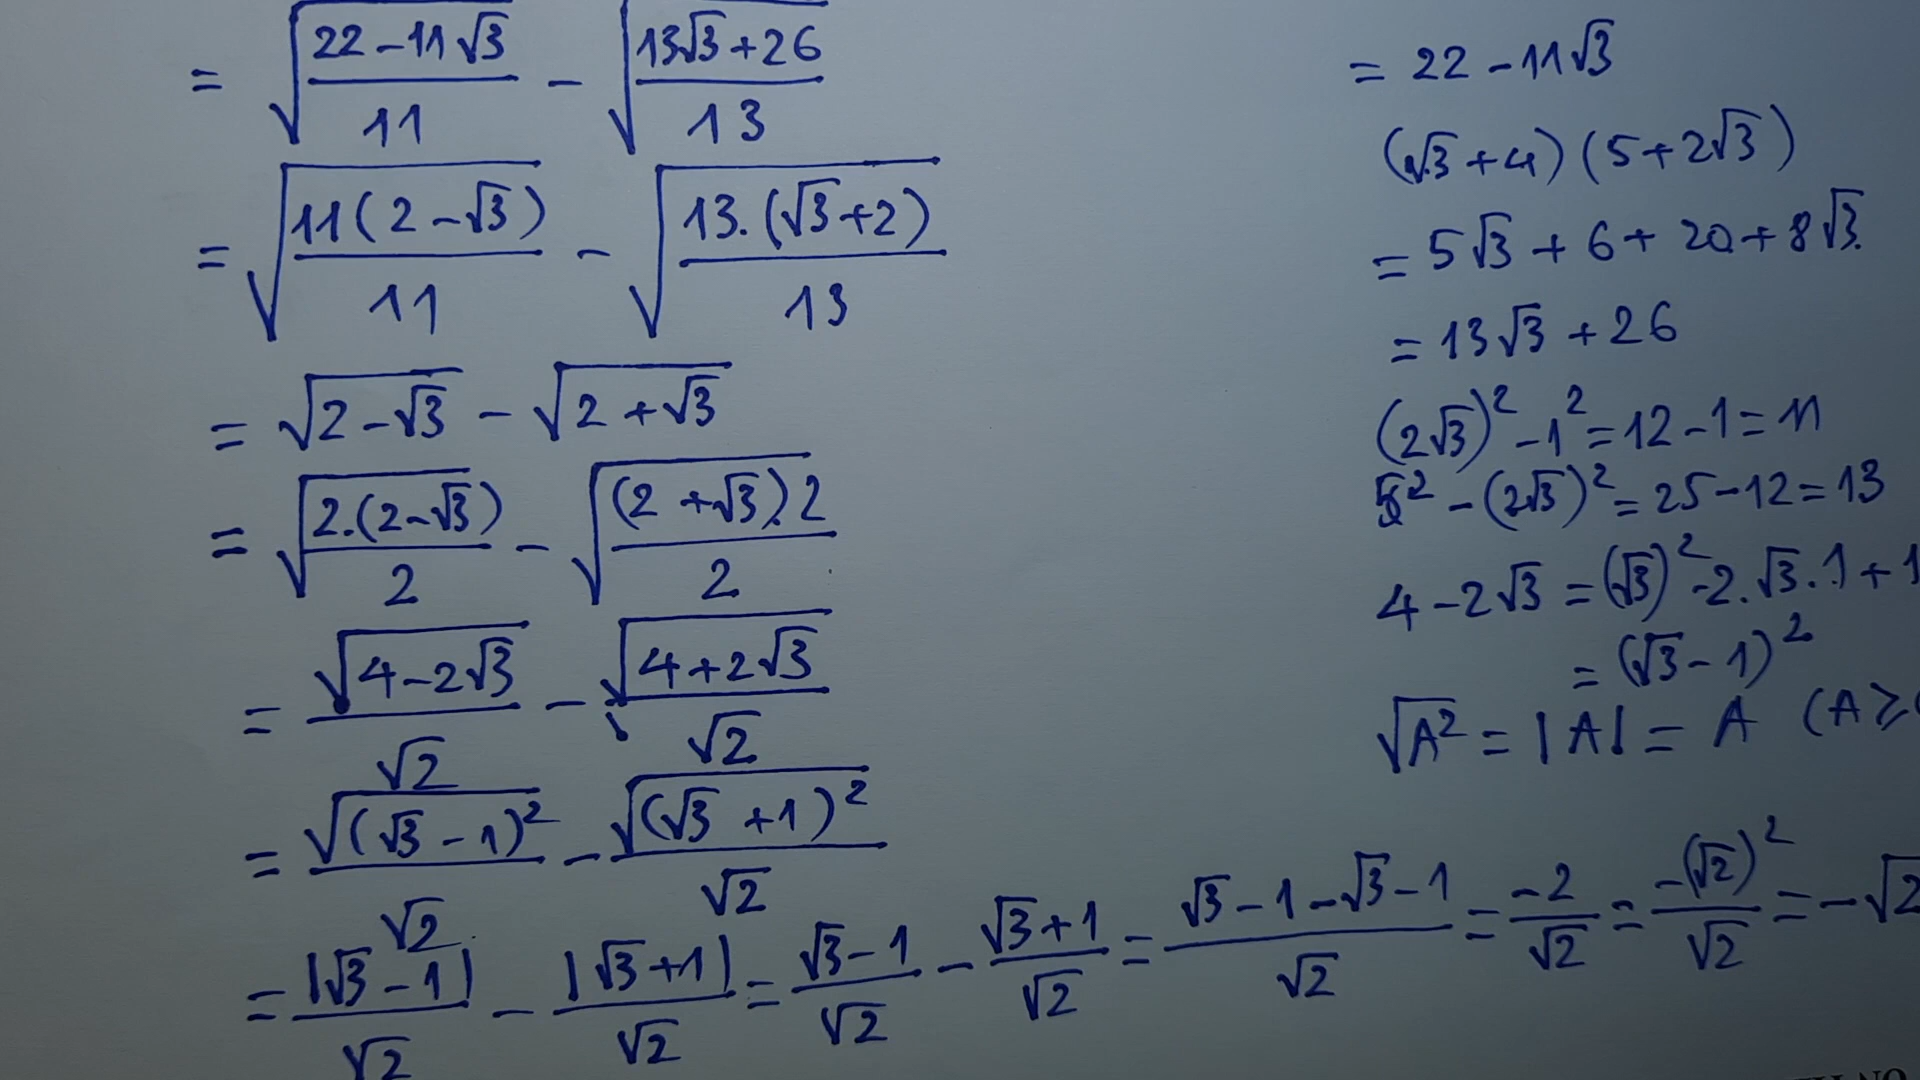 = √((22 - 11√3)/11) - √((13√3 + 26)/13)
= √((11(2 - √3))/11) - √((13.(√3 + 2))/13)
= √(2 - √3) - √(2 + √3)
= √((2.(2 - √3))/2) - √(((2 + √3).2)/2)
= √(4 - 2√3)/√2 - √(4 + 2√3)/√2
= √((√3 - 1)²)/√2 - √((√3 + 1)²)/√2
= |√3 - 1|/√2 - |√3 + 1|/√2 = (√3 - 1)/√2 - (√3 + 1)/√2 = (√3 - 1 - √3 - 1)/√2 = -2/√2 = -(√2)²/√2 = -√2
= 22 - 11√3
(√3 + 4)(5 + 2√3)
= 5√3 + 6 + 20 + 8√3.
= 13√3 + 26
(2√3)² - 1² = 12 - 1 = 11
5² - (2√3)² = 25 - 12 = 13
4 - 2√3 = (√3)² - 2.√3.1 + 1
= (√3 - 1)²
√A² = |A| = A (A ≥